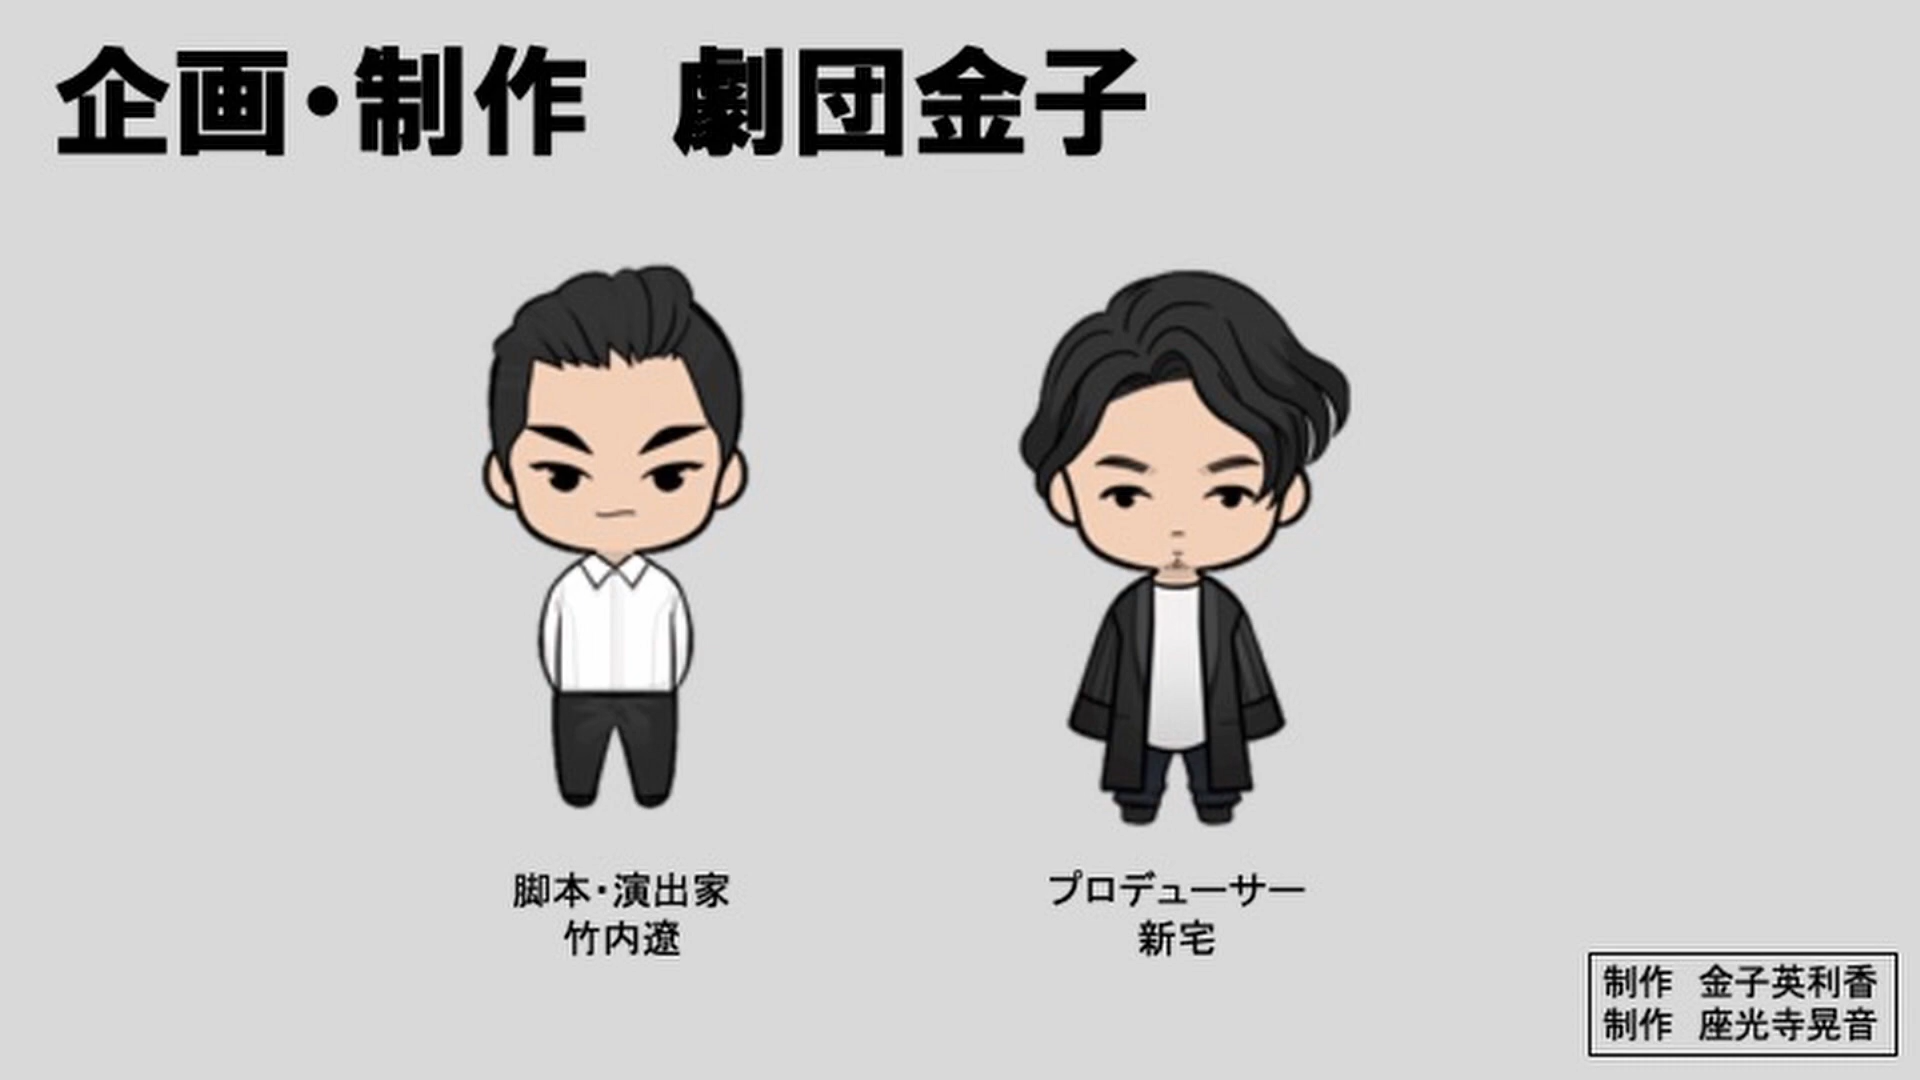 企画・制作　劇団金子
脚本・演出家
竹内遼
プロデューサー
新宅
制作　金子英利香
制作　座光寺晃音